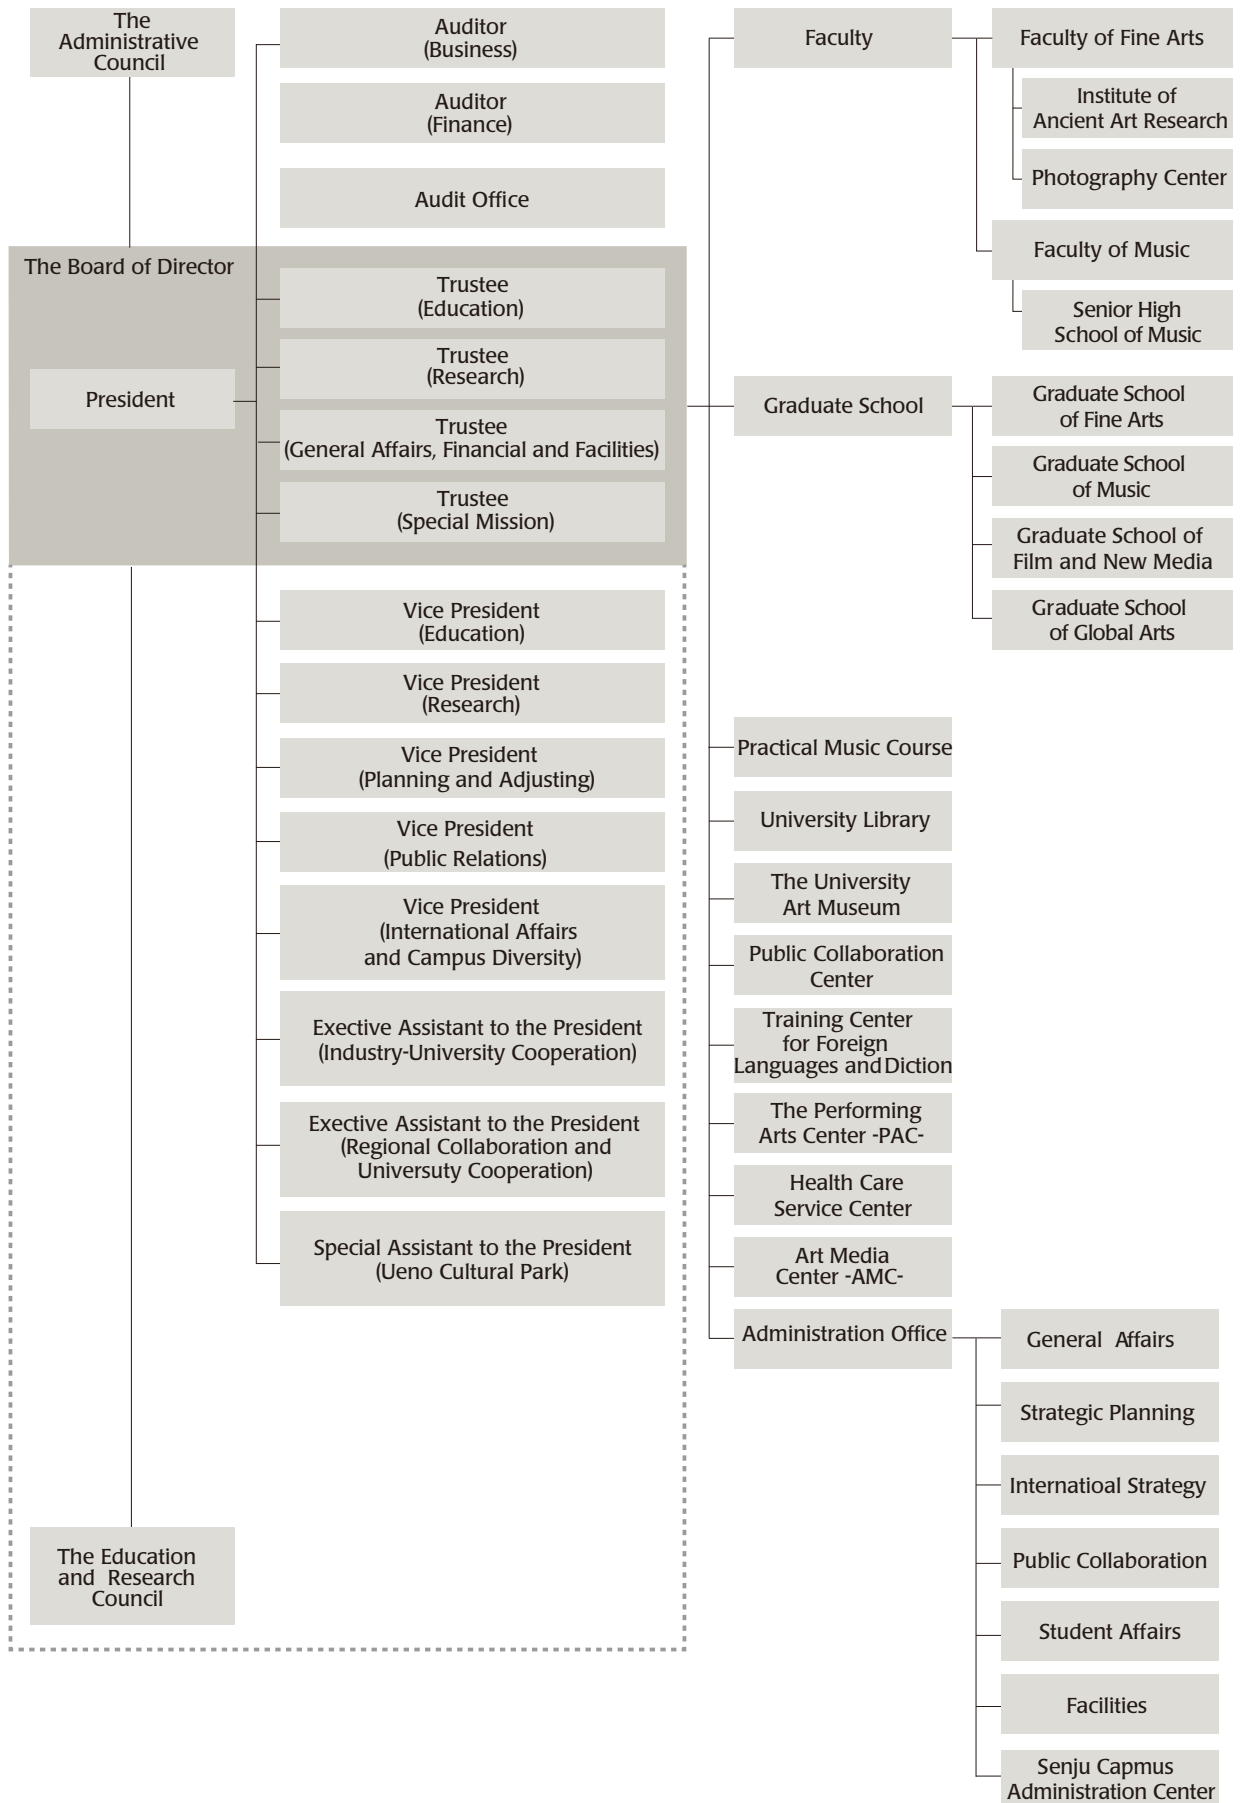 The
Administrative
Council
The Board of Director
President
The Education
and Research
Council
Auditor
(Business)
Auditor
(Finance)
Audit Office
Trustee
(Education)
Trustee
(Research)
Trustee
(General Affairs, Financial and Facilities)
Trustee
(Special Mission)
Vice President
(Education)
Vice President
(Research)
Vice President
(Planning and Adjusting)
Vice President
(Public Relations)
Vice President
(International Affairs
and Campus Diversity)
Exective Assistant to the President
(Industry-University Cooperation)
Exective Assistant to the President
(Regional Collaboration and
Universuty Cooperation)
Special Assistant to the President
(Ueno Cultural Park)
Faculty
Faculty of Fine Arts
Institute of
Ancient Art Research
Photography Center
Faculty of Music
Senior High
School of Music
Graduate School
Graduate School
of Fine Arts
Graduate School
of Music
Graduate School of
Film and New Media
Graduate School
of Global Arts
Practical Music Course
University Library
The University
Art Museum
Public Collaboration
Center
Training Center
for Foreign
Languages and Diction
The Performing
Arts Center -PAC-
Health Care
Service Center
Art Media
Center -AMC-
Administration Office
General Affairs
Strategic Planning
Internatioal Strategy
Public Collaboration
Student Affairs
Facilities
Senju Capmus
Administration Center